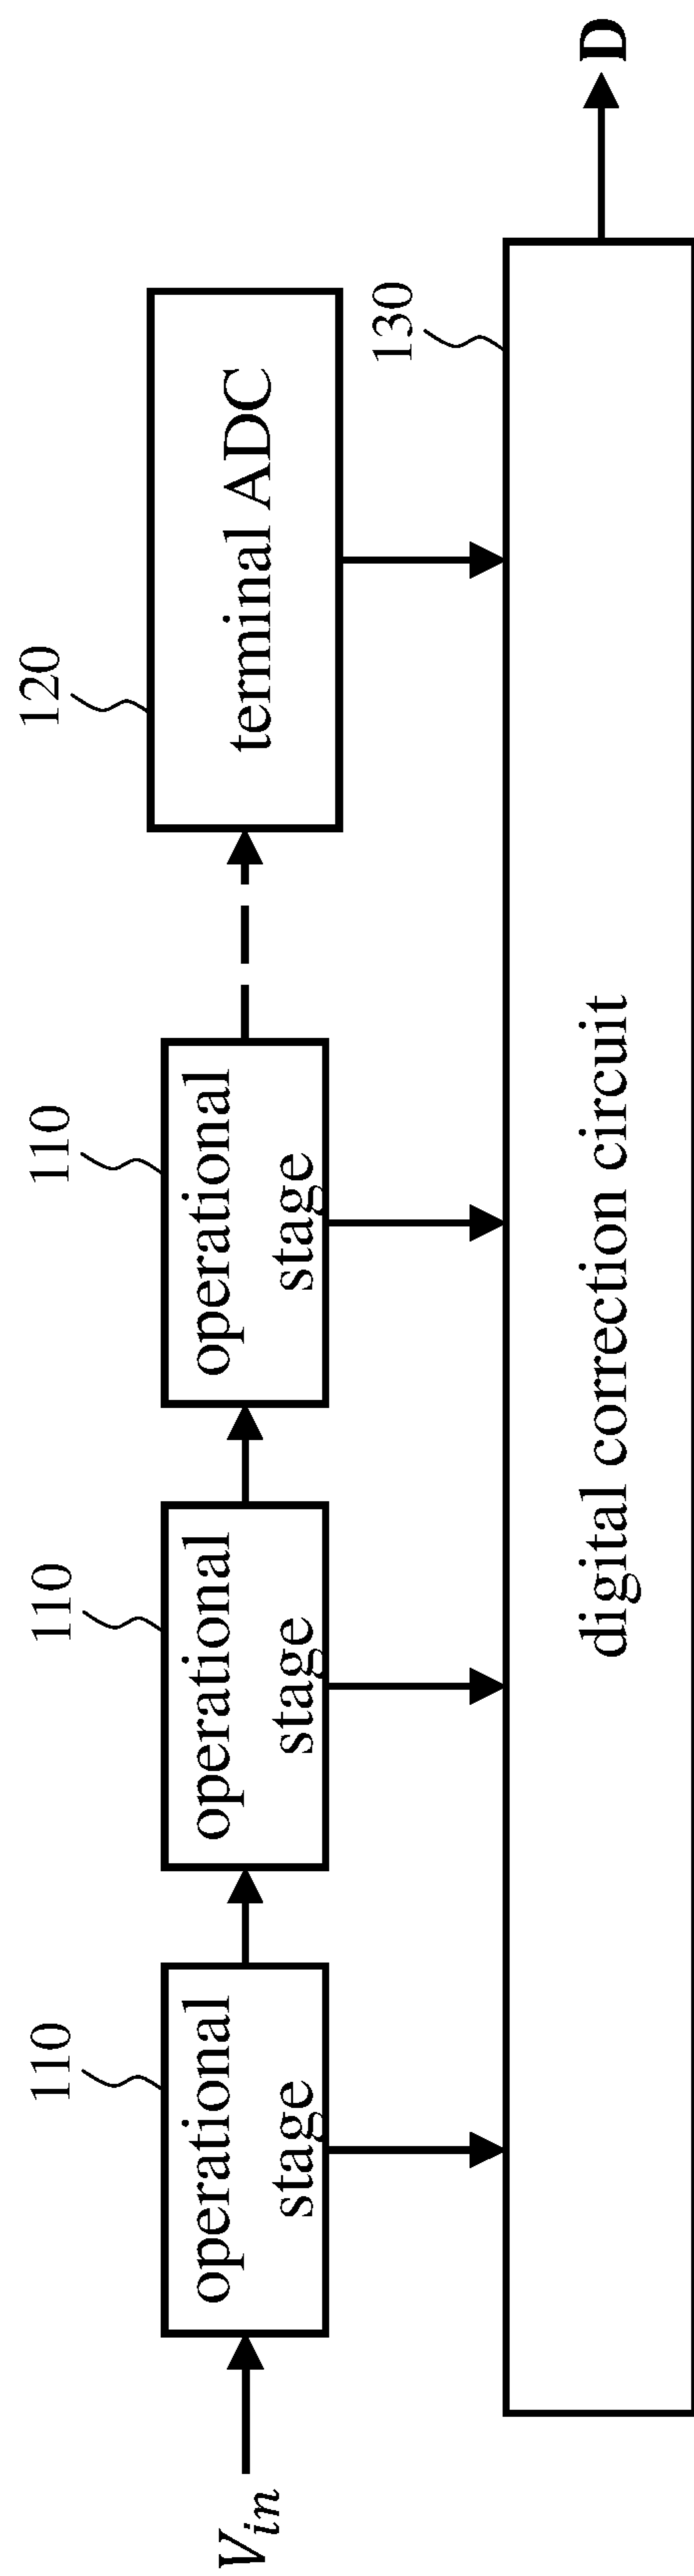 110
110
110
120
V_in
operational
stage
operational
stage
operational
stage
terminal ADC
130
digital correction circuit
D